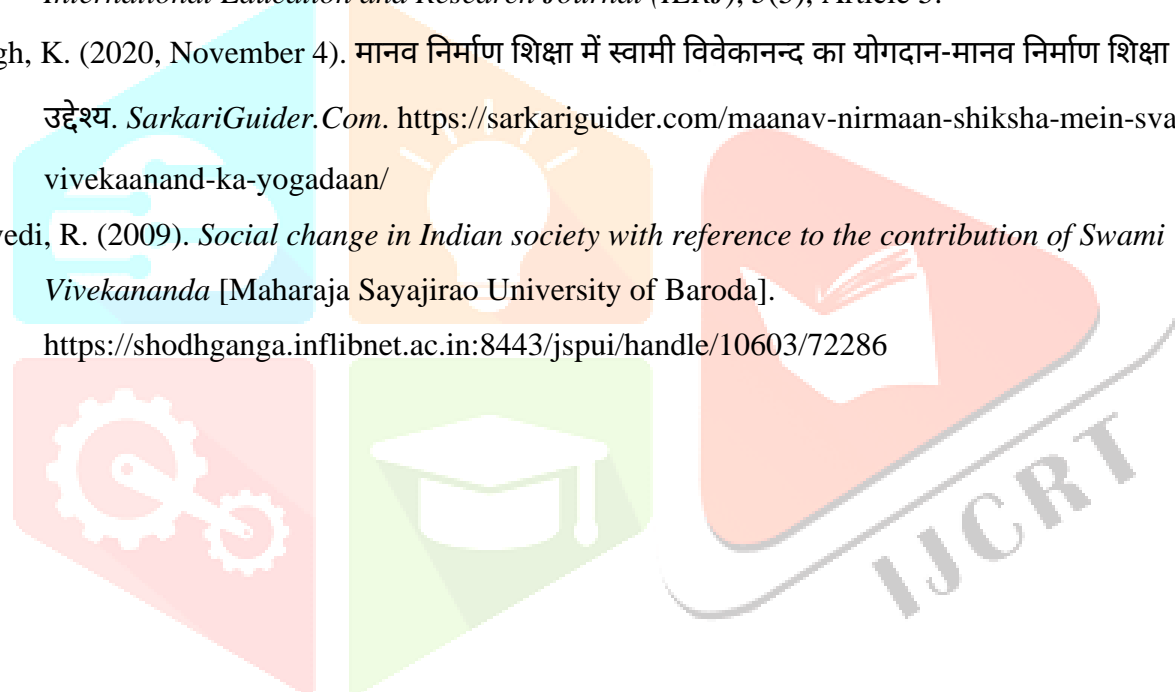 International Education and Research Journal (IERJ), 3(5), Article 5.
gh, K. (2020, November 4). मानव निर्माण शिक्षा में स्वामी विवेकानन्द का योगदान-मानव निर्माण शिक्षा
उद्देश्य. SarkariGuider.Com. https://sarkariguider.com/maanav-nirmaan-shiksha-mein-sva
vivekaanand-ka-yogadaan/
vedi, R. (2009). Social change in Indian society with reference to the contribution of Swami
Vivekananda [Maharaja Sayajirao University of Baroda].
https://shodhganga.inflibnet.ac.in:8443/jspui/handle/10603/72286
IJCRT